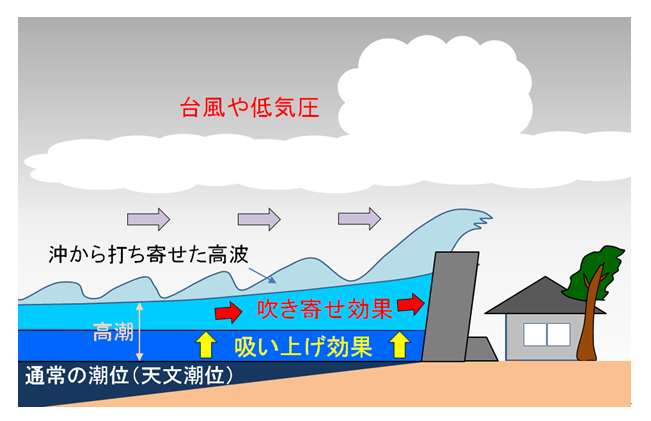 台風や低気圧
沖から打ち寄せた高波
吹き寄せ効果
高潮
吸い上げ効果
通常の潮位(天文潮位)